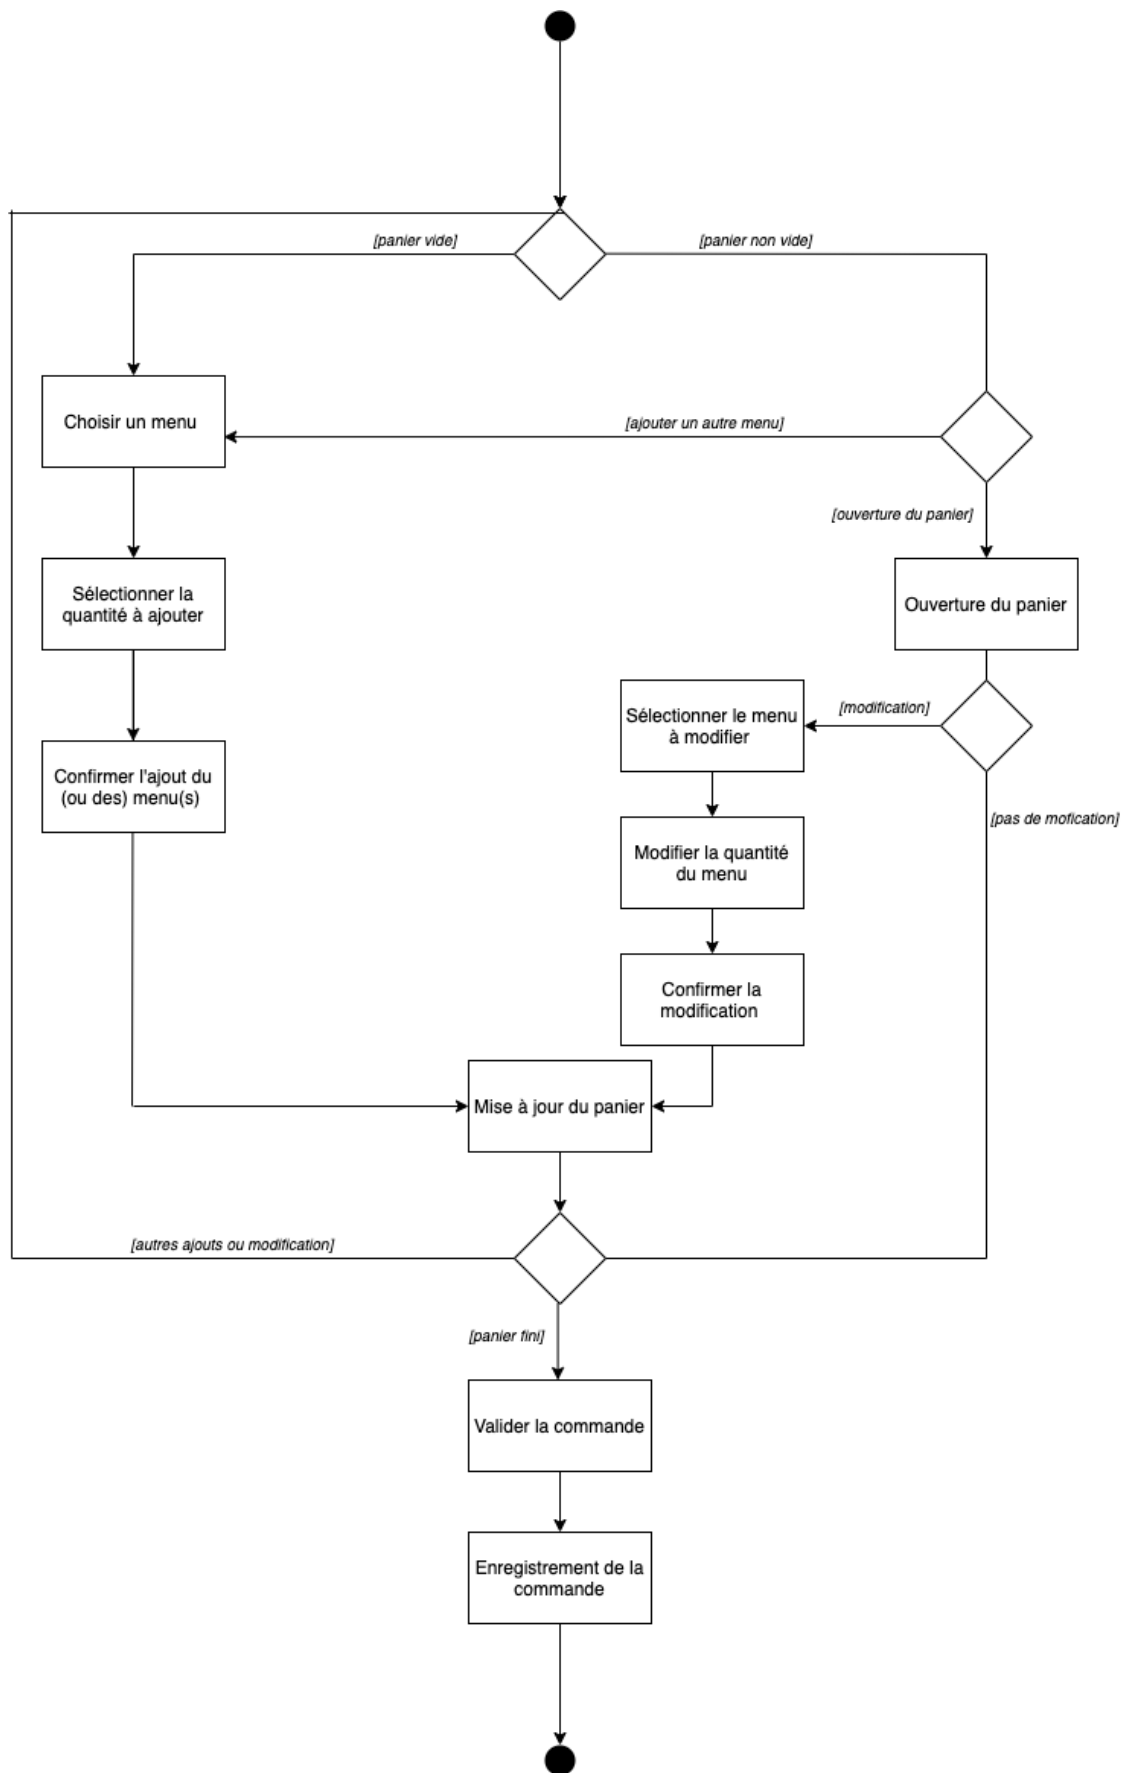 [panier vide]
[panier non vide]
Choisir un menu
[ajouter un autre menu]
[ouverture du panier]
Sélectionner la
quantité à ajouter
Ouverture du panier
Sélectionner le menu
à modifier
[modification]
Confirmer l'ajout du
(ou des) menu(s)
[pas de mofication]
Modifier la quantité
du menu
Confirmer la
modification
Mise à jour du panier
[autres ajouts ou modification]
[panier fini]
Valider la commande
Enregistrement de la
commande